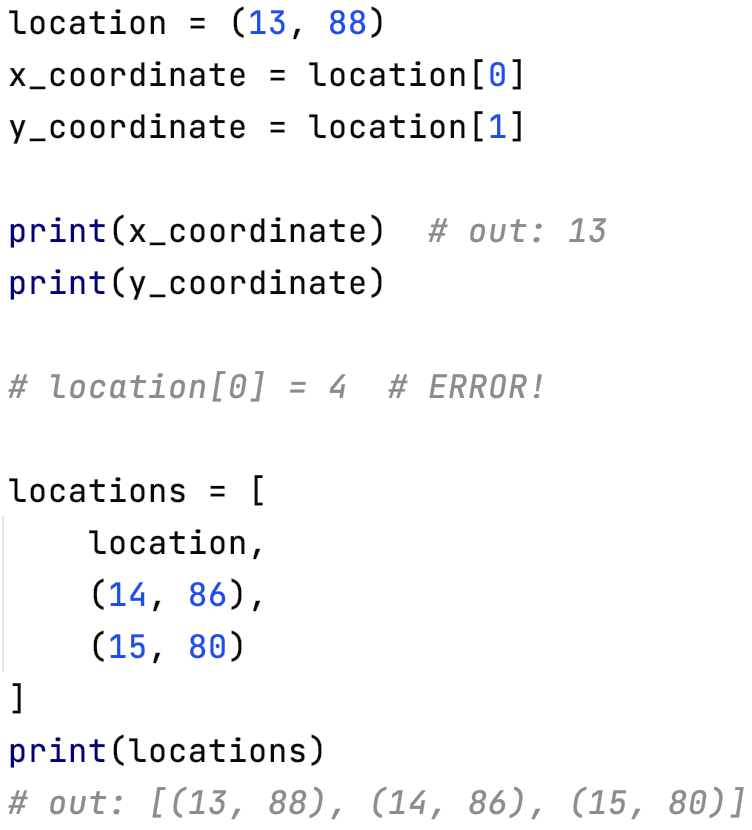 location = (13, 88)
x_coordinate = location[0]
y_coordinate = location[1]

print(x_coordinate)  # out: 13
print(y_coordinate)

# location[0] = 4  # ERROR!

locations = [
    location,
    (14, 86),
    (15, 80)
]
print(locations)
# out: [(13, 88), (14, 86), (15, 80)]